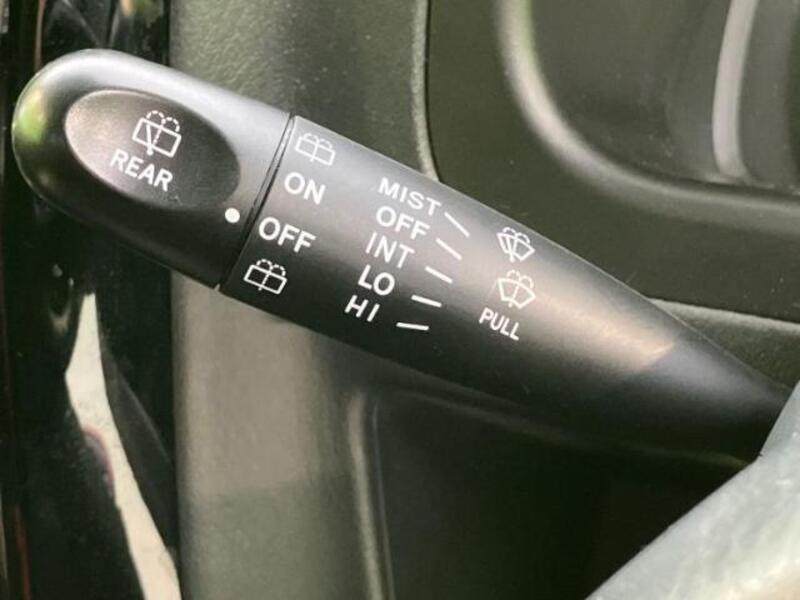 REAR
ON
OFF
MIST
OFF
INT
LO
HI
PULL